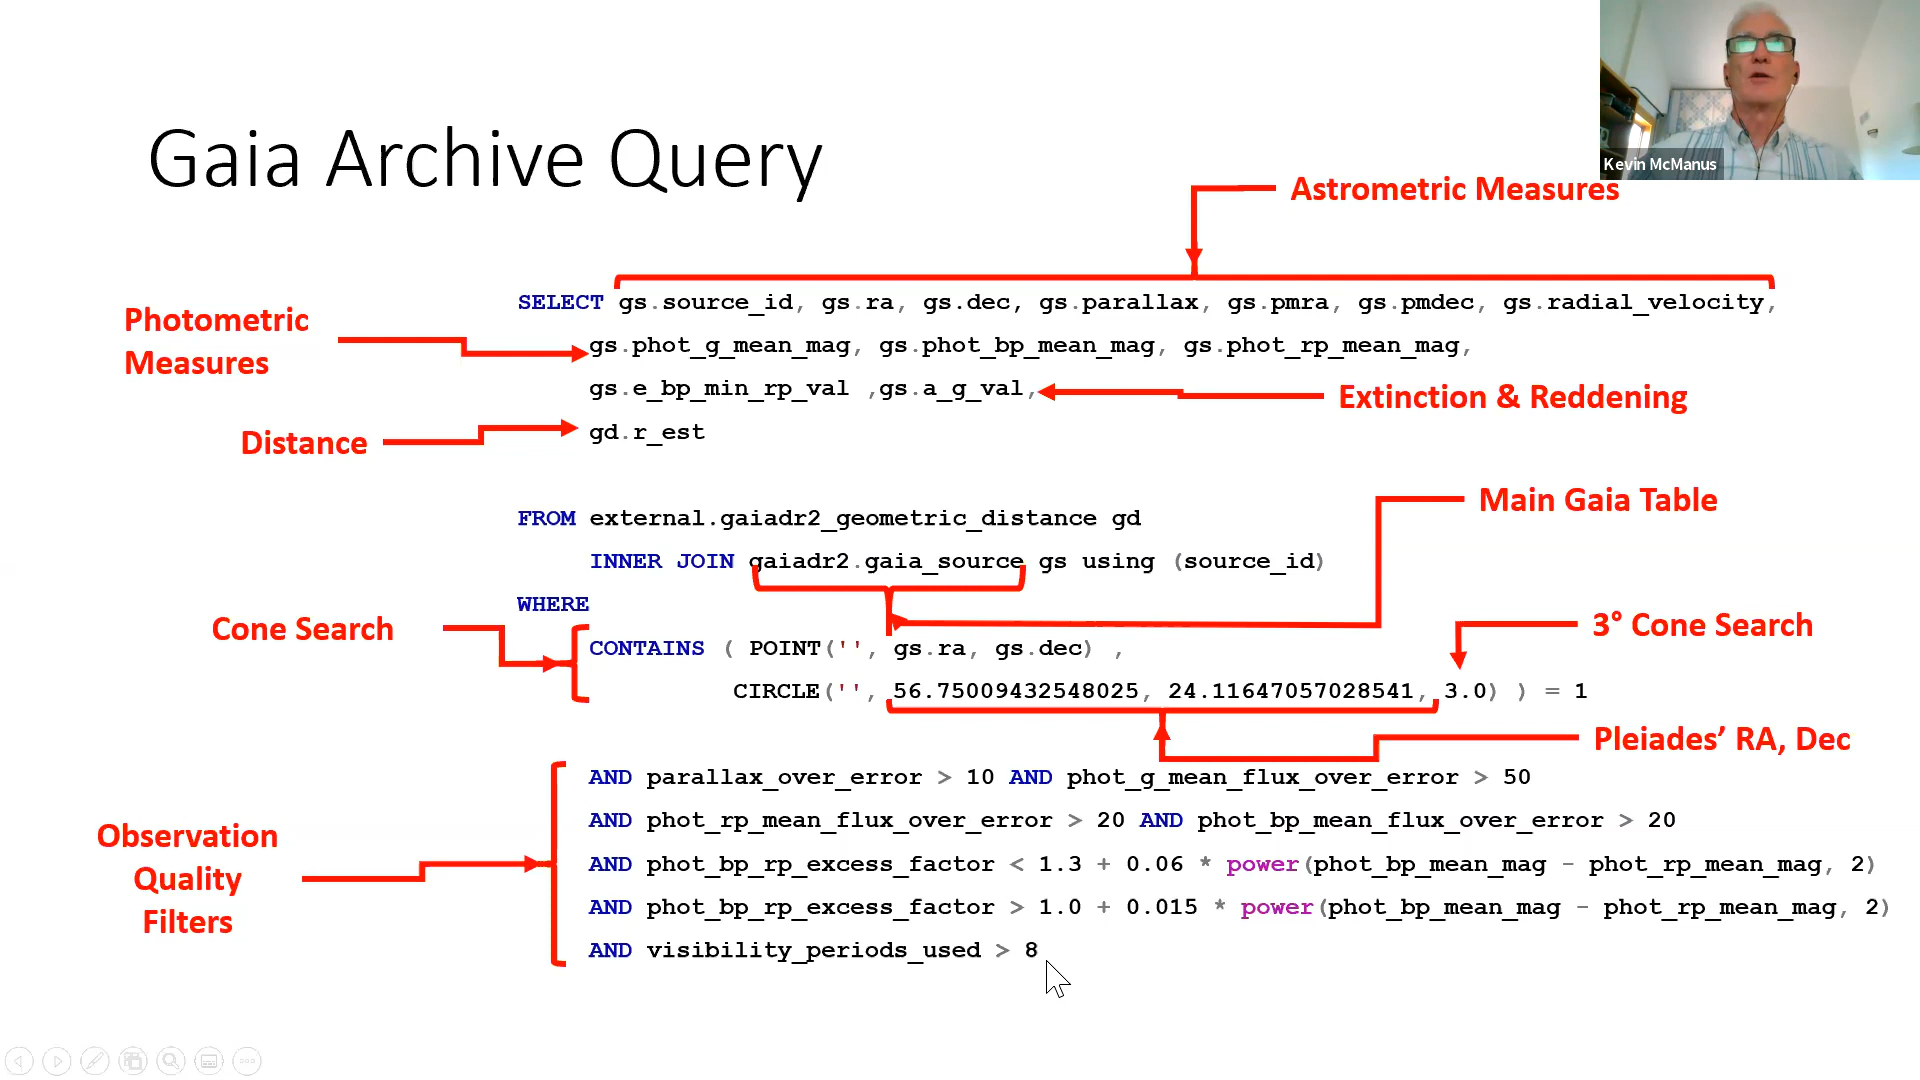 Kevin McManus
Gaia Archive Query
Astrometric Measures
SELECT gs.source_id, gs.ra, gs.dec, gs.parallax, gs.pmra, gs.pmdec, gs.radial_velocity,
Photometric
Measures
gs.phot_g_mean_mag, gs.phot_bp_mean_mag, gs.phot_rp_mean_mag,
gs.e_bp_min_rp_val ,gs.a_g_val,
Extinction & Reddening
Distance
gd.r_est
Main Gaia Table
FROM external.gaiadr2_geometric_distance gd
INNER JOIN gaiadr2.gaia_source gs using (source_id)
WHERE
Cone Search
3° Cone Search
CONTAINS ( POINT('', gs.ra, gs.dec) ,
CIRCLE('', 56.75009432548025, 24.11647057028541, 3.0) ) = 1
Pleiades’ RA, Dec
AND parallax_over_error > 10 AND phot_g_mean_flux_over_error > 50
AND phot_rp_mean_flux_over_error > 20 AND phot_bp_mean_flux_over_error > 20
Observation
Quality
Filters
AND phot_bp_rp_excess_factor < 1.3 + 0.06 * power(phot_bp_mean_mag - phot_rp_mean_mag, 2)
AND phot_bp_rp_excess_factor > 1.0 + 0.015 * power(phot_bp_mean_mag - phot_rp_mean_mag, 2)
AND visibility_periods_used > 8